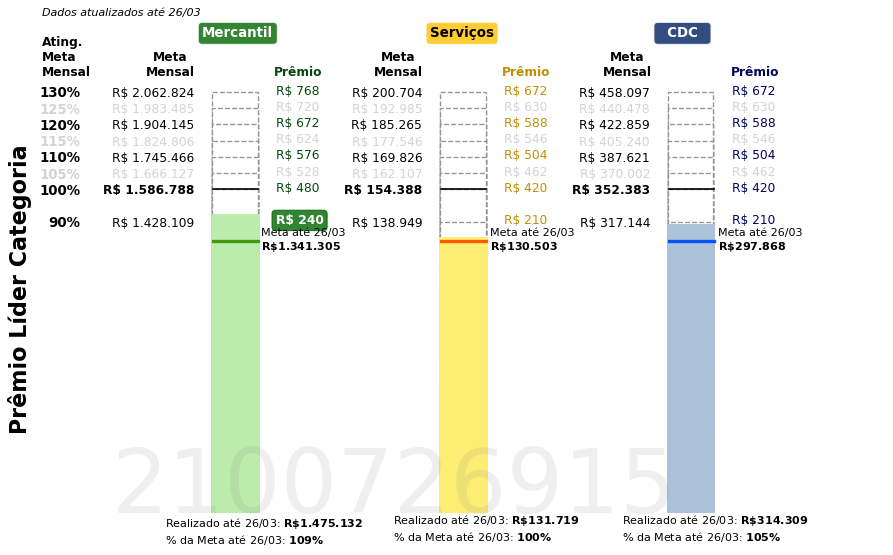 Dados atualizados até 26/03
Mercantil Serviços CDC
Ating.
Meta
Mensal
Meta
Mensal
Prêmio
Meta
Mensal
Prêmio
Meta
Mensal
Prêmio
130% R$ 2.062.824 R$ 768 R$ 200.704 R$ 672 R$ 458.097 R$ 672
125% R$ 1.983.485 R$ 720 R$ 192.985 R$ 630 R$ 440.478 R$ 630
120% R$ 1.904.145 R$ 672 R$ 185.265 R$ 588 R$ 422.859 R$ 588
115% R$ 1.824.806 R$ 624 R$ 177.546 R$ 546 R$ 405.240 R$ 546
110% R$ 1.745.466 R$ 576 R$ 169.826 R$ 504 R$ 387.621 R$ 504
105% R$ 1.666.127 R$ 528 R$ 162.107 R$ 462 R$ 370.002 R$ 462
100% R$ 1.586.788 R$ 480 R$ 154.388 R$ 420 R$ 352.383 R$ 420
90% R$ 1.428.109 R$ 240 R$ 138.949 R$ 210 R$ 317.144 R$ 210
Meta até 26/03
R$1.341.305
Meta até 26/03
R$130.503
Meta até 26/03
R$297.868
Prêmio Líder Categoria
2100726915
Realizado até 26/03: R$1.475.132
% da Meta até 26/03: 109%
Realizado até 26/03: R$131.719
% da Meta até 26/03: 100%
Realizado até 26/03: R$314.309
% da Meta até 26/03: 105%